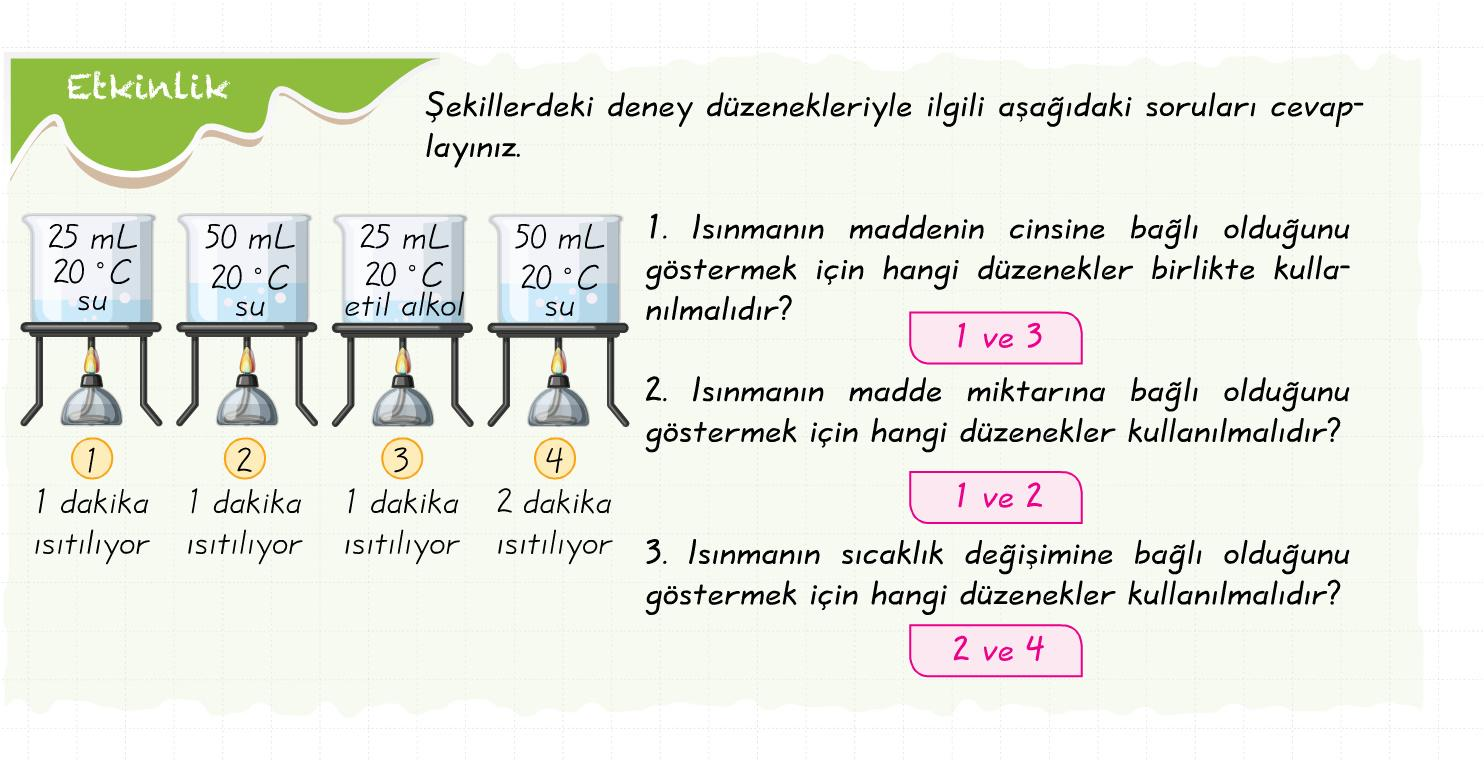 Etkinlik
Şekillerdeki deney düzenekleriyle ilgili aşağıdaki soruları cevap-
layınız.
25 mL
20 °C
su
1
1 dakika
ısıtılıyor
50 mL
20 °C
su
2
1 dakika
ısıtılıyor
25 mL
20 °C
etil alkol
3
1 dakika
ısıtılıyor
50 mL
20 °C
su
4
2 dakika
ısıtılıyor
1. Isınmanın maddenin cinsine bağlı olduğunu
göstermek için hangi düzenekler birlikte kulla-
nılmalıdır?
1 ve 3
2. Isınmanın madde miktarına bağlı olduğunu
göstermek için hangi düzenekler kullanılmalıdır?
1 ve 2
3. Isınmanın sıcaklık değişimine bağlı olduğunu
göstermek için hangi düzenekler kullanılmalıdır?
2 ve 4